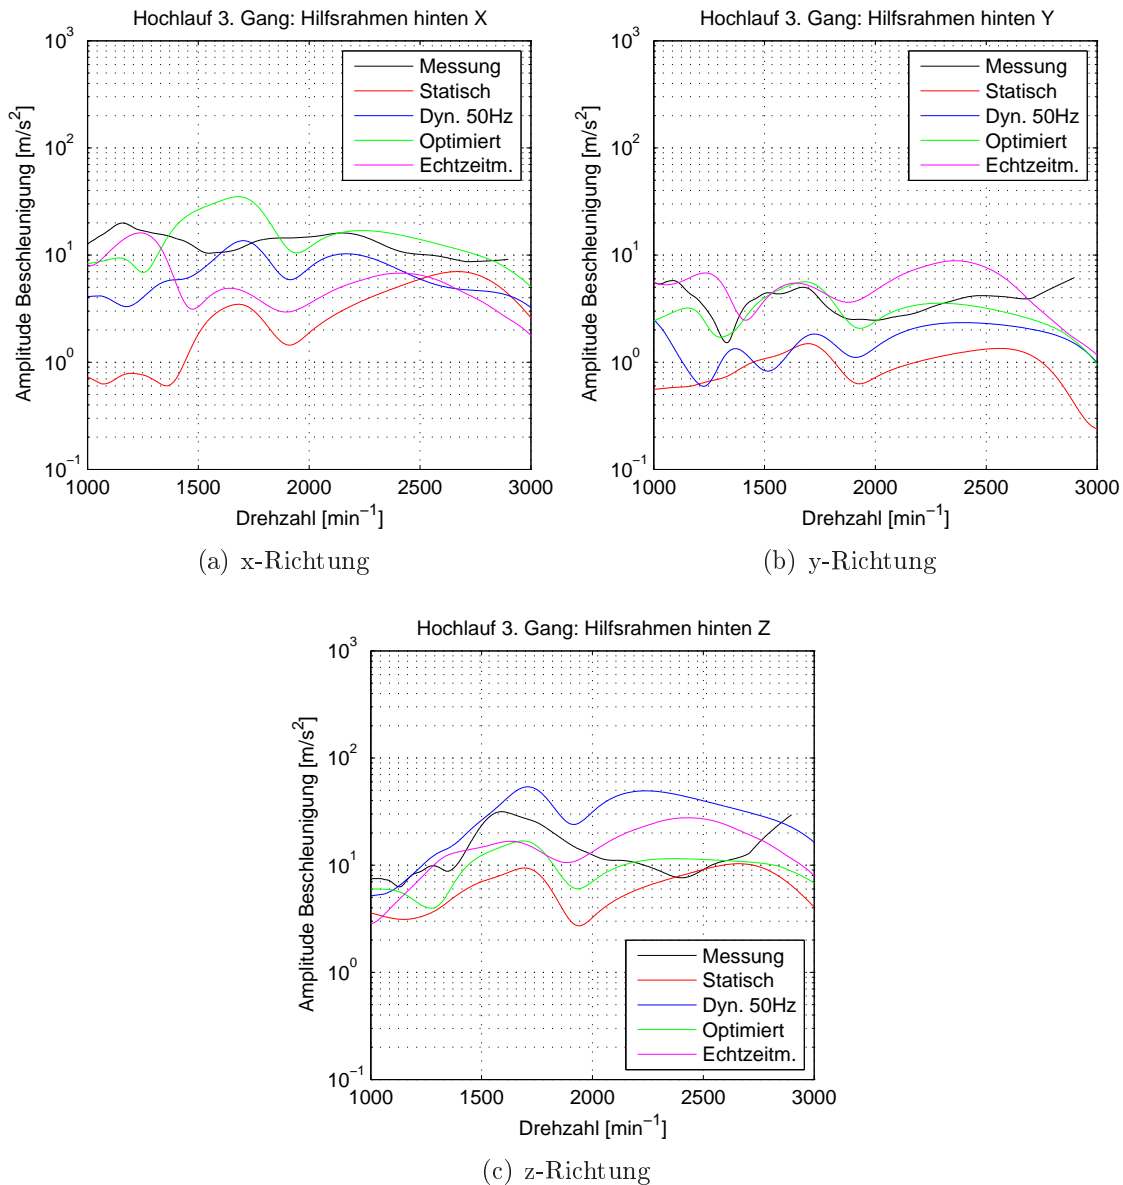 Hochlauf 3. Gang: Hilfsrahmen hinten X
Amplitude Beschleunigung [m/s²]
10³
10²
10¹
10⁰
10⁻¹
Messung
Statisch
Dyn. 50Hz
Optimiert
Echtzeitm.
1000 1500 2000 2500 3000
Drehzahl [min⁻¹]
(a) x-Richtung
Hochlauf 3. Gang: Hilfsrahmen hinten Y
Amplitude Beschleunigung [m/s²]
10³
10²
10¹
10⁰
10⁻¹
Messung
Statisch
Dyn. 50Hz
Optimiert
Echtzeitm.
1000 1500 2000 2500 3000
Drehzahl [min⁻¹]
(b) y-Richtung
Hochlauf 3. Gang: Hilfsrahmen hinten Z
Amplitude Beschleunigung [m/s²]
10³
10²
10¹
10⁰
10⁻¹
Messung
Statisch
Dyn. 50Hz
Optimiert
Echtzeitm.
1000 1500 2000 2500 3000
Drehzahl [min⁻¹]
(c) z-Richtung